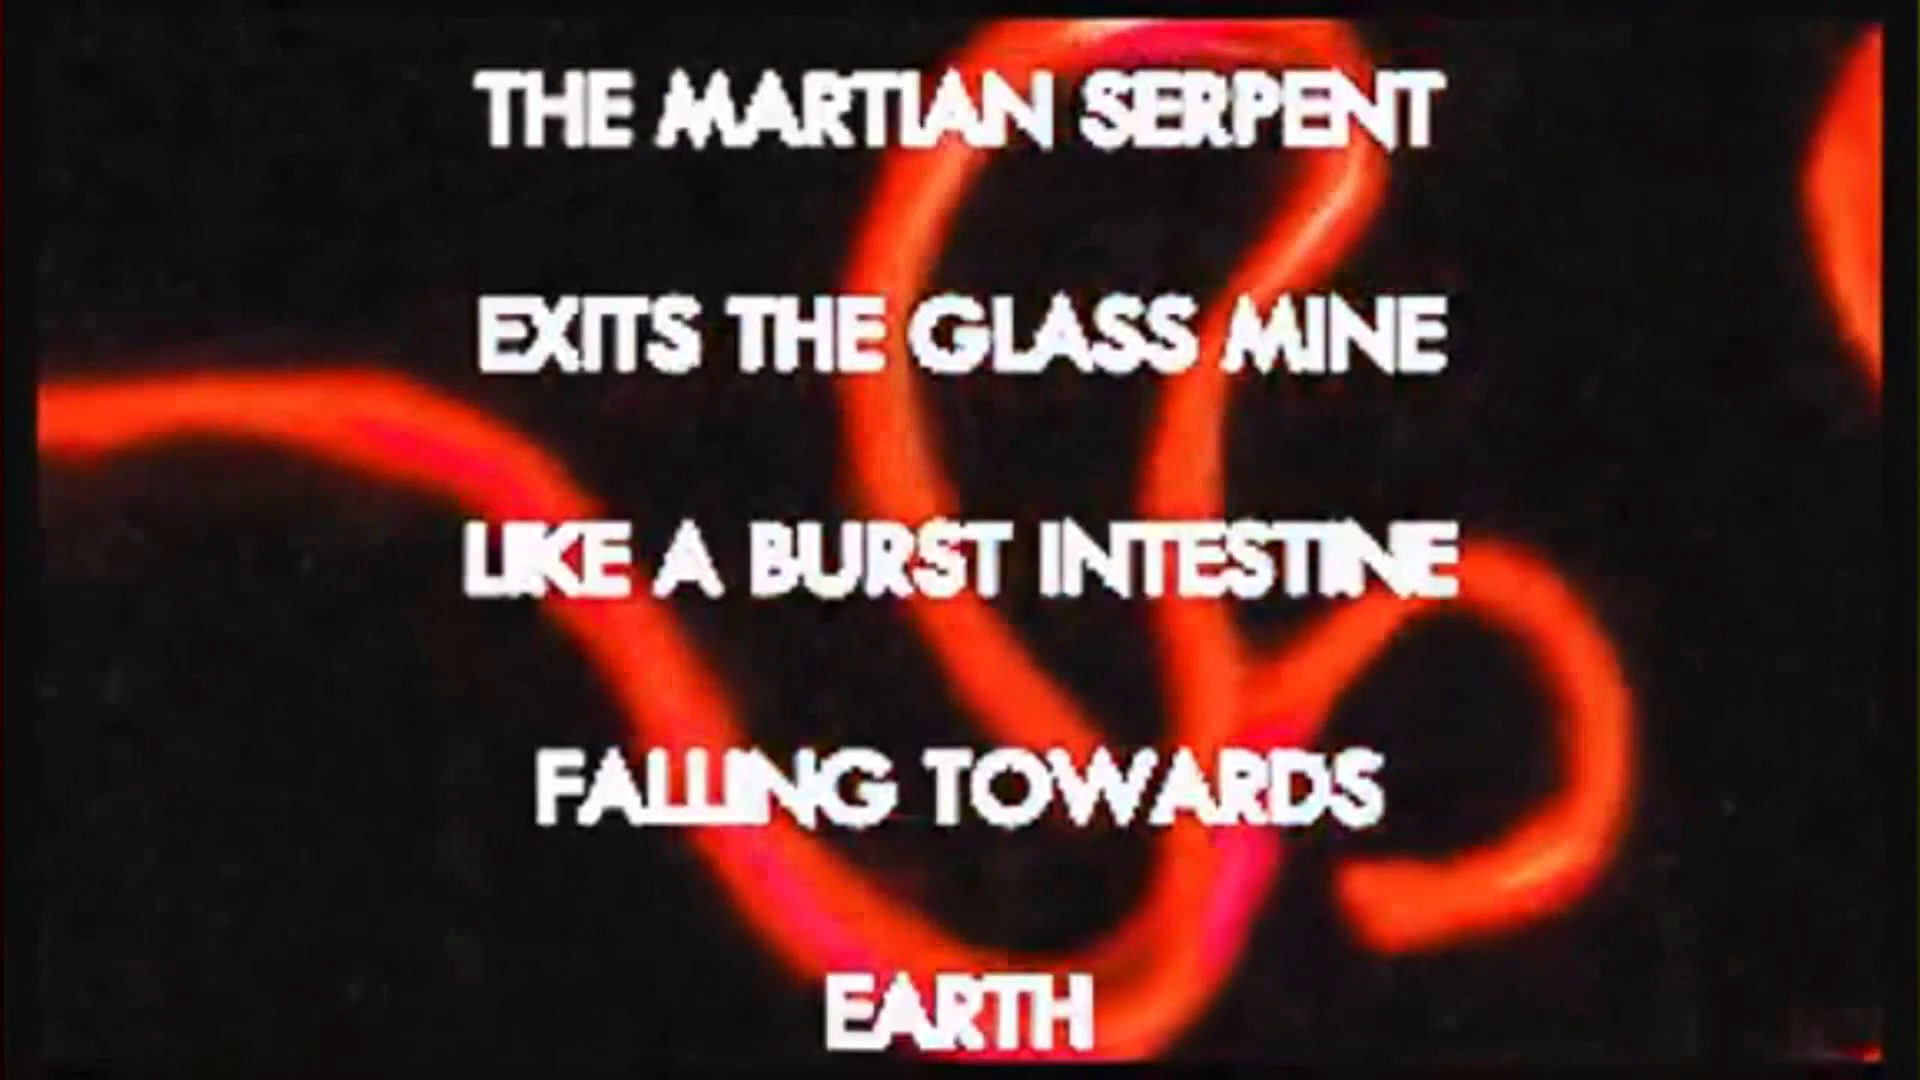 THE MARTIAN SERPENT
EXITS THE GLASS MINE
LIKE A BURST INTESTINE
FALLING TOWARDS
EARTH